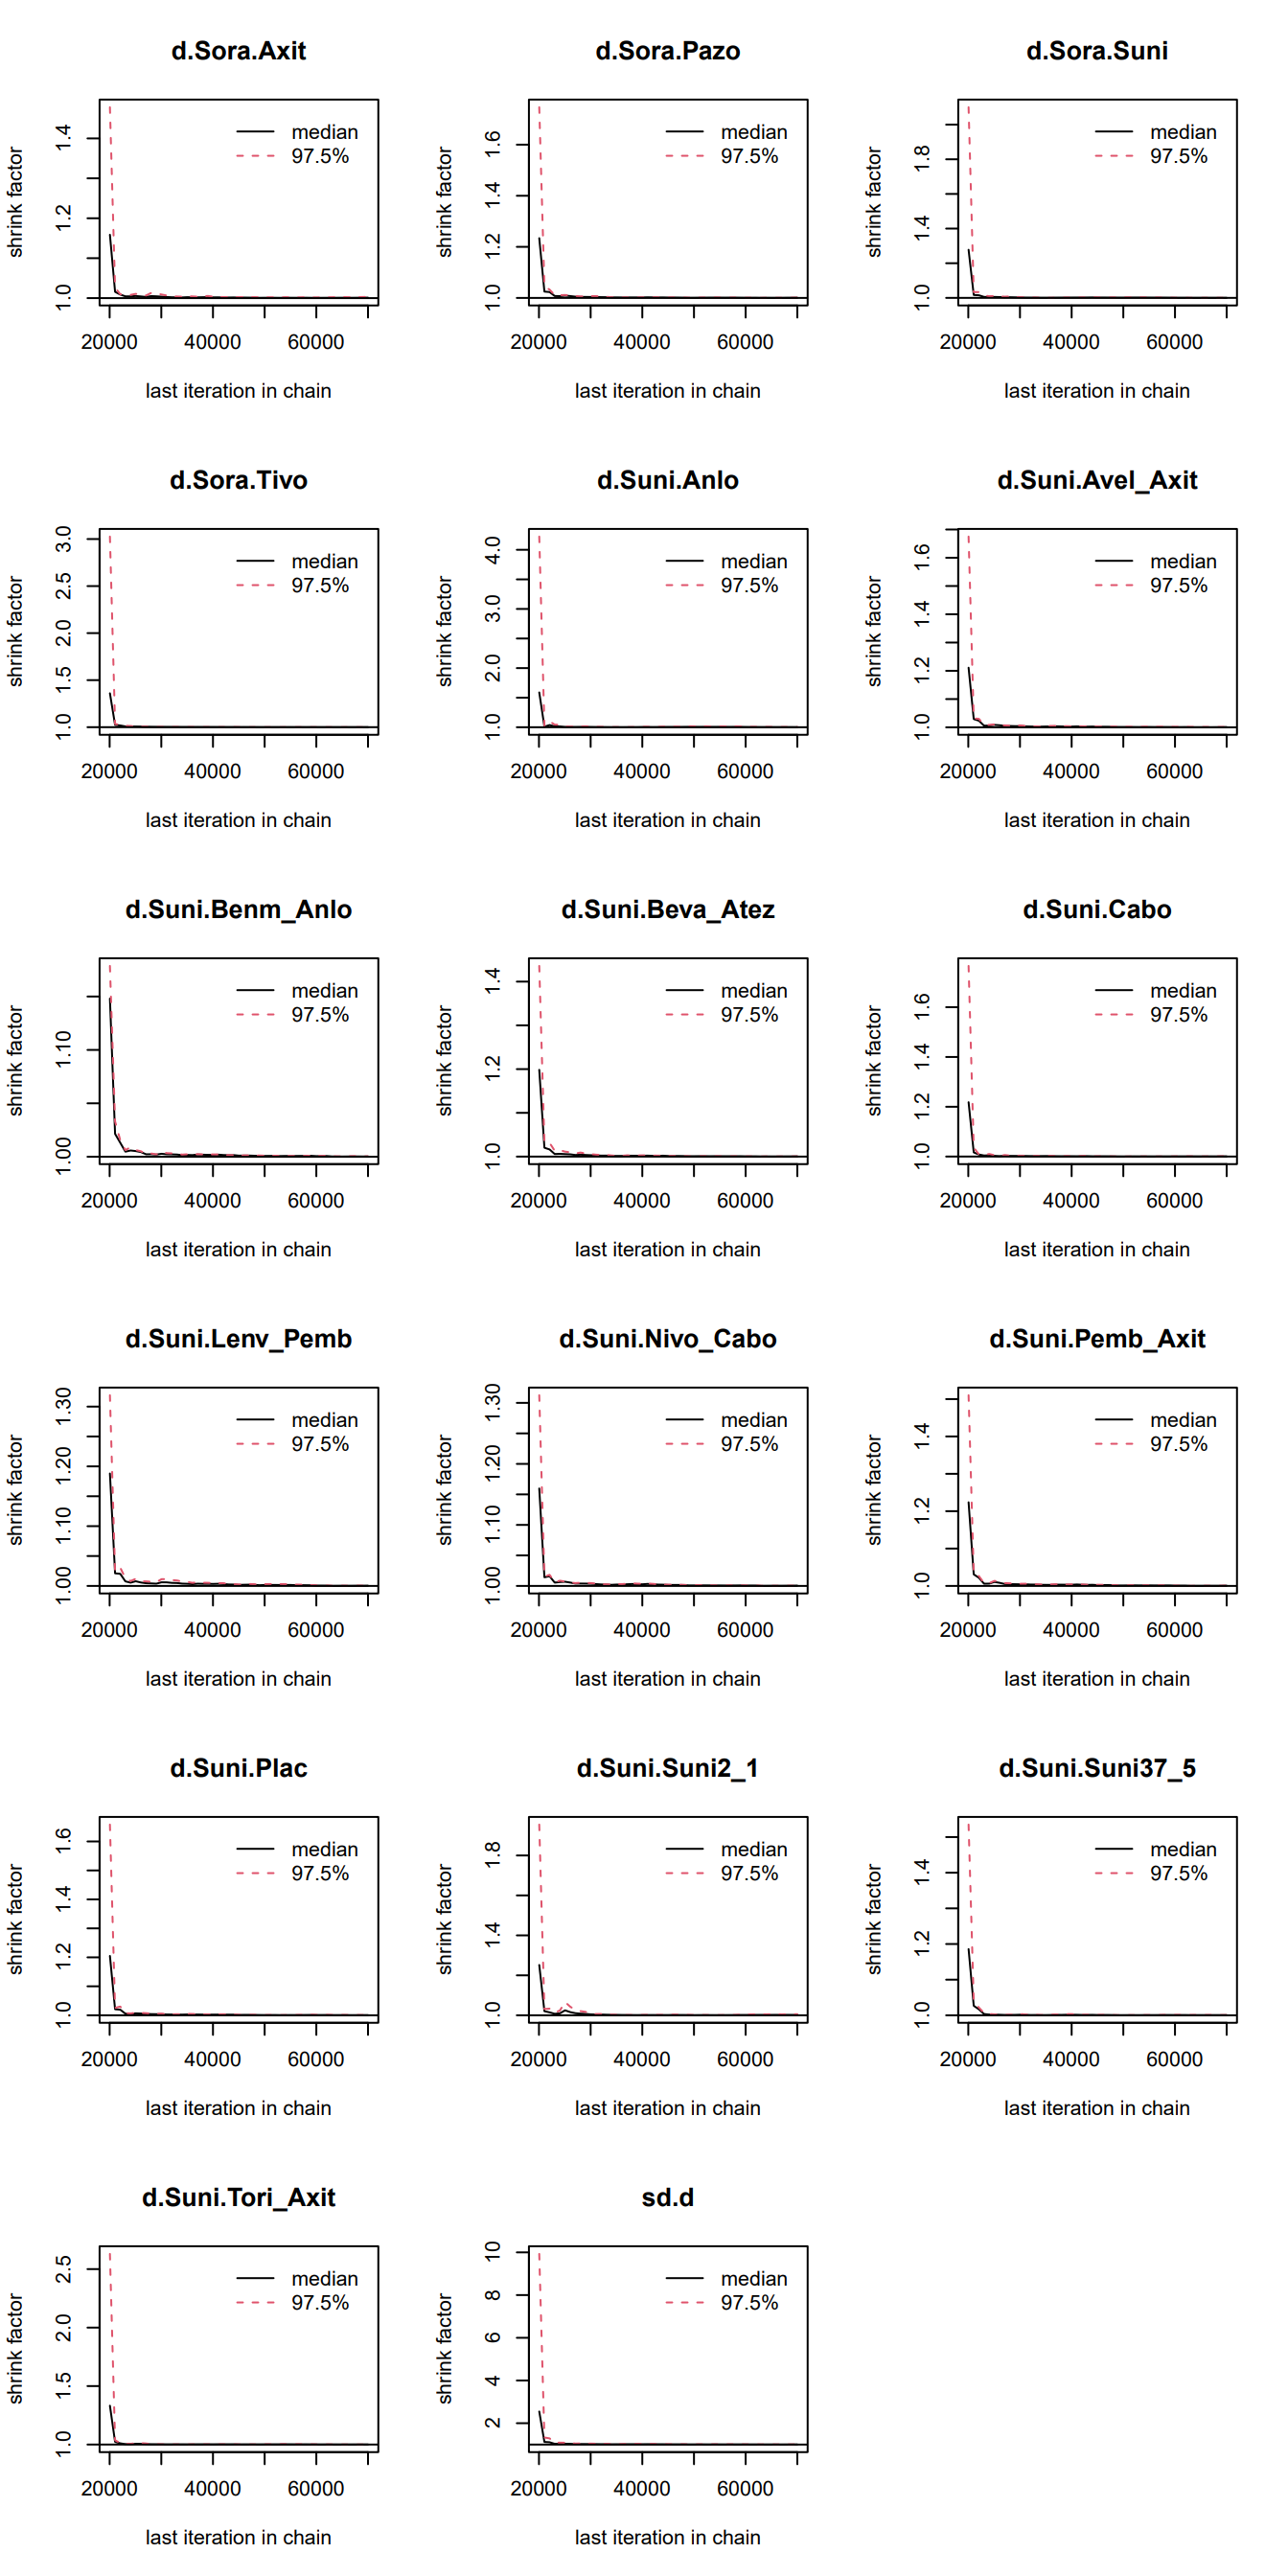 d.Sora.Axit
shrink factor
1.0 1.2 1.4
median
97.5%
20000 40000 60000
last iteration in chain
d.Sora.Pazo
shrink factor
1.0 1.2 1.4 1.6
median
97.5%
20000 40000 60000
last iteration in chain
d.Sora.Suni
shrink factor
1.0 1.4 1.8
median
97.5%
20000 40000 60000
last iteration in chain
d.Sora.Tivo
shrink factor
1.0 1.5 2.0 2.5 3.0
median
97.5%
20000 40000 60000
last iteration in chain
d.Suni.Anlo
shrink factor
1.0 2.0 3.0 4.0
median
97.5%
20000 40000 60000
last iteration in chain
d.Suni.Avel_Axit
shrink factor
1.0 1.2 1.4 1.6
median
97.5%
20000 40000 60000
last iteration in chain
d.Suni.Benm_Anlo
shrink factor
1.00 1.10
median
97.5%
20000 40000 60000
last iteration in chain
d.Suni.Beva_Atez
shrink factor
1.0 1.2 1.4
median
97.5%
20000 40000 60000
last iteration in chain
d.Suni.Cabo
shrink factor
1.0 1.2 1.4 1.6
median
97.5%
20000 40000 60000
last iteration in chain
d.Suni.Lenv_Pemb
shrink factor
1.00 1.10 1.20 1.30
median
97.5%
20000 40000 60000
last iteration in chain
d.Suni.Nivo_Cabo
shrink factor
1.00 1.10 1.20 1.30
median
97.5%
20000 40000 60000
last iteration in chain
d.Suni.Pemb_Axit
shrink factor
1.0 1.2 1.4
median
97.5%
20000 40000 60000
last iteration in chain
d.Suni.Plac
shrink factor
1.0 1.2 1.4 1.6
median
97.5%
20000 40000 60000
last iteration in chain
d.Suni.Suni2_1
shrink factor
1.0 1.4 1.8
median
97.5%
20000 40000 60000
last iteration in chain
d.Suni.Suni37_5
shrink factor
1.0 1.2 1.4
median
97.5%
20000 40000 60000
last iteration in chain
d.Suni.Tori_Axit
shrink factor
1.0 1.5 2.0 2.5
median
97.5%
20000 40000 60000
last iteration in chain
sd.d
shrink factor
2 4 6 8 10
median
97.5%
20000 40000 60000
last iteration in chain